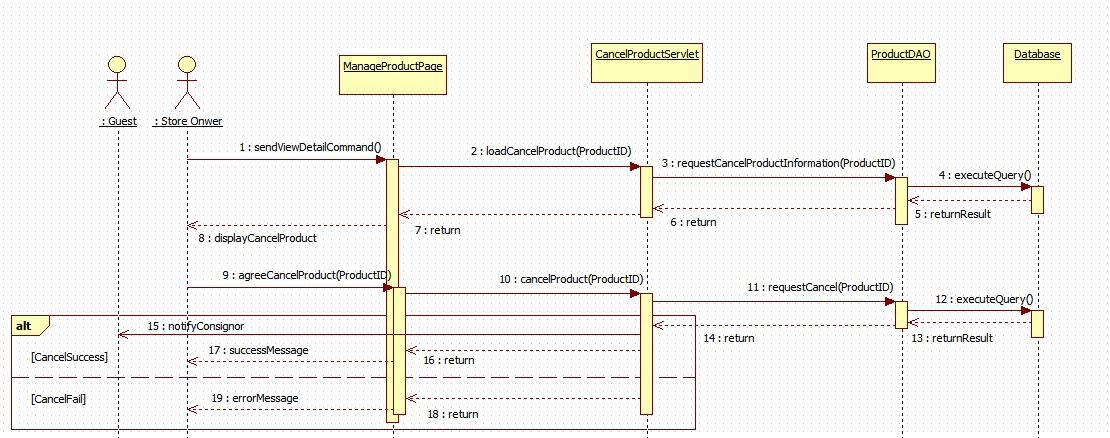 ManageProductPage
CancelProductServlet
ProductDAO
Database
: Guest
: Store Onwer
1 : sendViewDetailCommand()
2 : loadCancelProduct(ProductID)
3 : requestCancelProductInformation(ProductID)
4 : executeQuery()
5 : returnResult
6 : return
7 : return
8 : displayCancelProduct
9 : agreeCancelProduct(ProductID)
10 : cancelProduct(ProductID)
11 : requestCancel(ProductID)
12 : executeQuery()
13 : returnResult
14 : return
alt
15 : notifyConsignor
16 : return
17 : successMessage
[CancelSuccess]
[CancelFail]
18 : return
19 : errorMessage